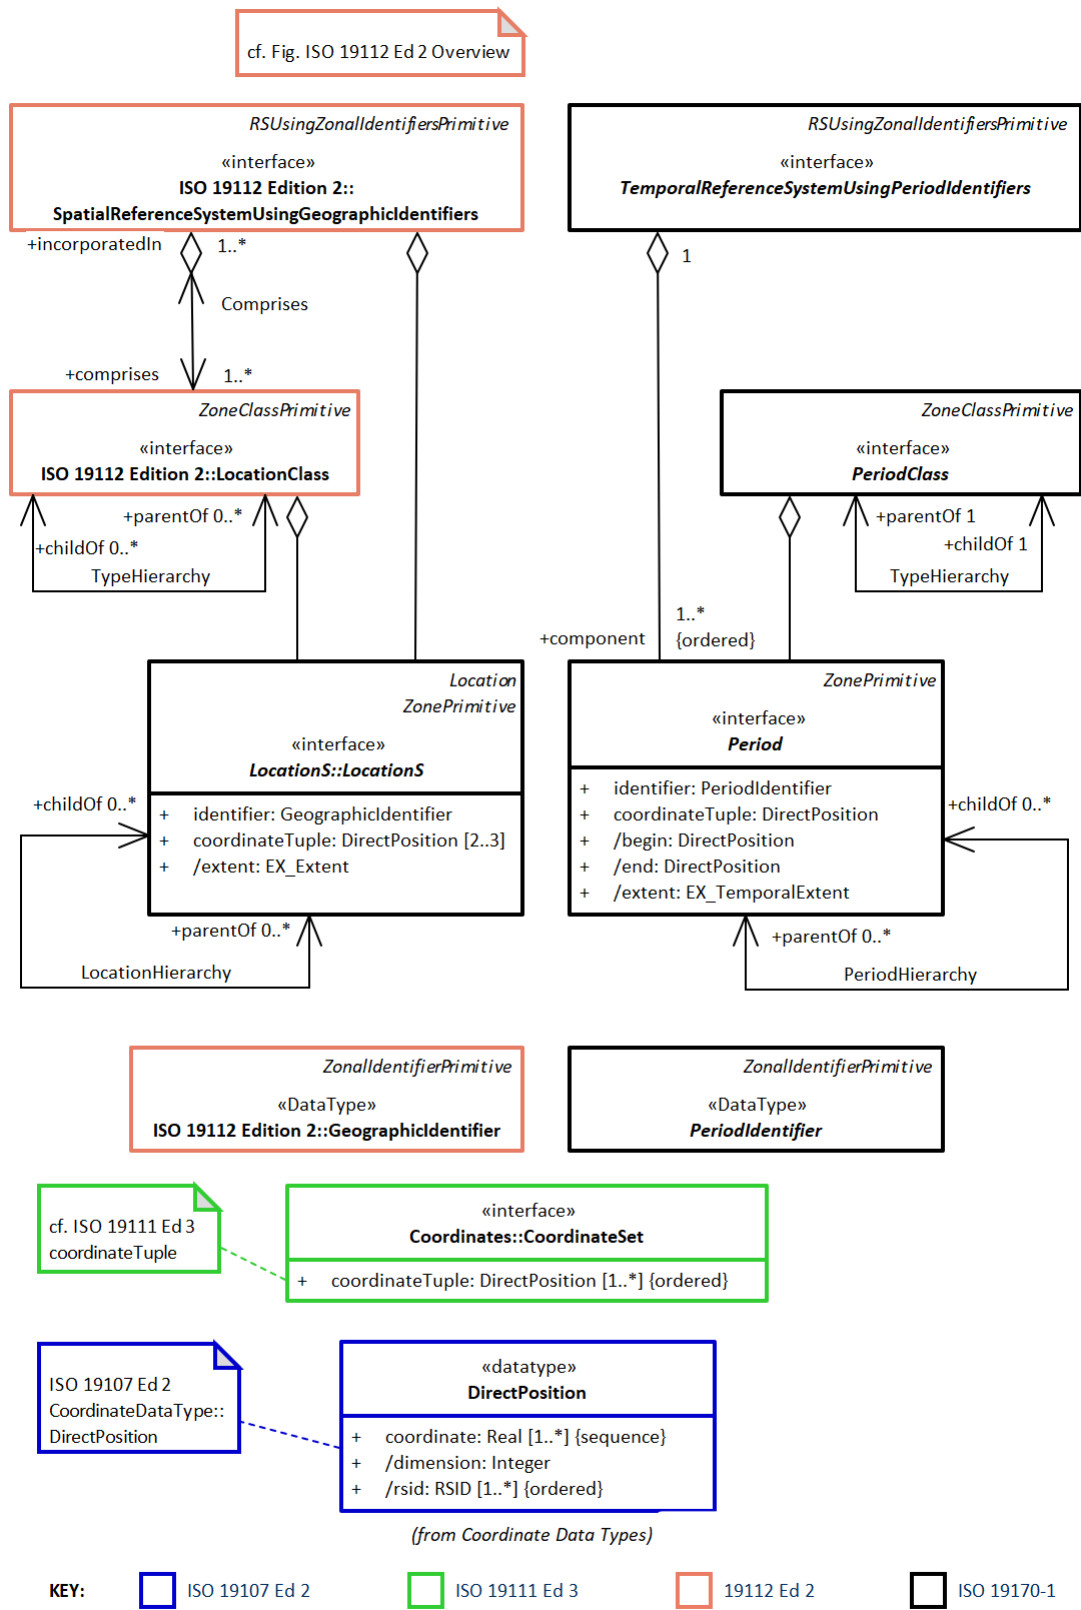 cf. Fig. ISO 19112 Ed 2 Overview
RSUsingZonalIdentifiersPrimitive
«interface»
ISO 19112 Edition 2::
SpatialReferenceSystemUsingGeographicIdentifiers
RSUsingZonalIdentifiersPrimitive
«interface»
TemporalReferenceSystemUsingPeriodIdentifiers
+incorporatedIn
1..*
1
Comprises
+comprises
1..*
ZoneClassPrimitive
«interface»
ISO 19112 Edition 2::LocationClass
ZoneClassPrimitive
«interface»
PeriodClass
+parentOf 0..*
+childOf 0..*
TypeHierarchy
+parentOf 1
+childOf 1
TypeHierarchy
+component
1..*
{ordered}
Location
ZonePrimitive
«interface»
LocationS::LocationS
+ identifier: GeographicIdentifier
+ coordinateTuple: DirectPosition [2..3]
+ /extent: EX_Extent
ZonePrimitive
«interface»
Period
+ identifier: PeriodIdentifier
+ coordinateTuple: DirectPosition
+ /begin: DirectPosition
+ /end: DirectPosition
+ /extent: EX_TemporalExtent
+childOf 0..*
+parentOf 0..*
LocationHierarchy
+childOf 0..*
+parentOf 0..*
PeriodHierarchy
ZonalIdentifierPrimitive
«DataType»
ISO 19112 Edition 2::GeographicIdentifier
ZonalIdentifierPrimitive
«DataType»
PeriodIdentifier
cf. ISO 19111 Ed 3
coordinateTuple
«interface»
Coordinates::CoordinateSet
+ coordinateTuple: DirectPosition [1..*] {ordered}
ISO 19107 Ed 2
CoordinateDataType::
DirectPosition
«datatype»
DirectPosition
+ coordinate: Real [1..*] {sequence}
+ /dimension: Integer
+ /rsid: RSID [1..*] {ordered}
(from Coordinate Data Types)
KEY: ISO 19107 Ed 2 ISO 19111 Ed 3 19112 Ed 2 ISO 19170-1